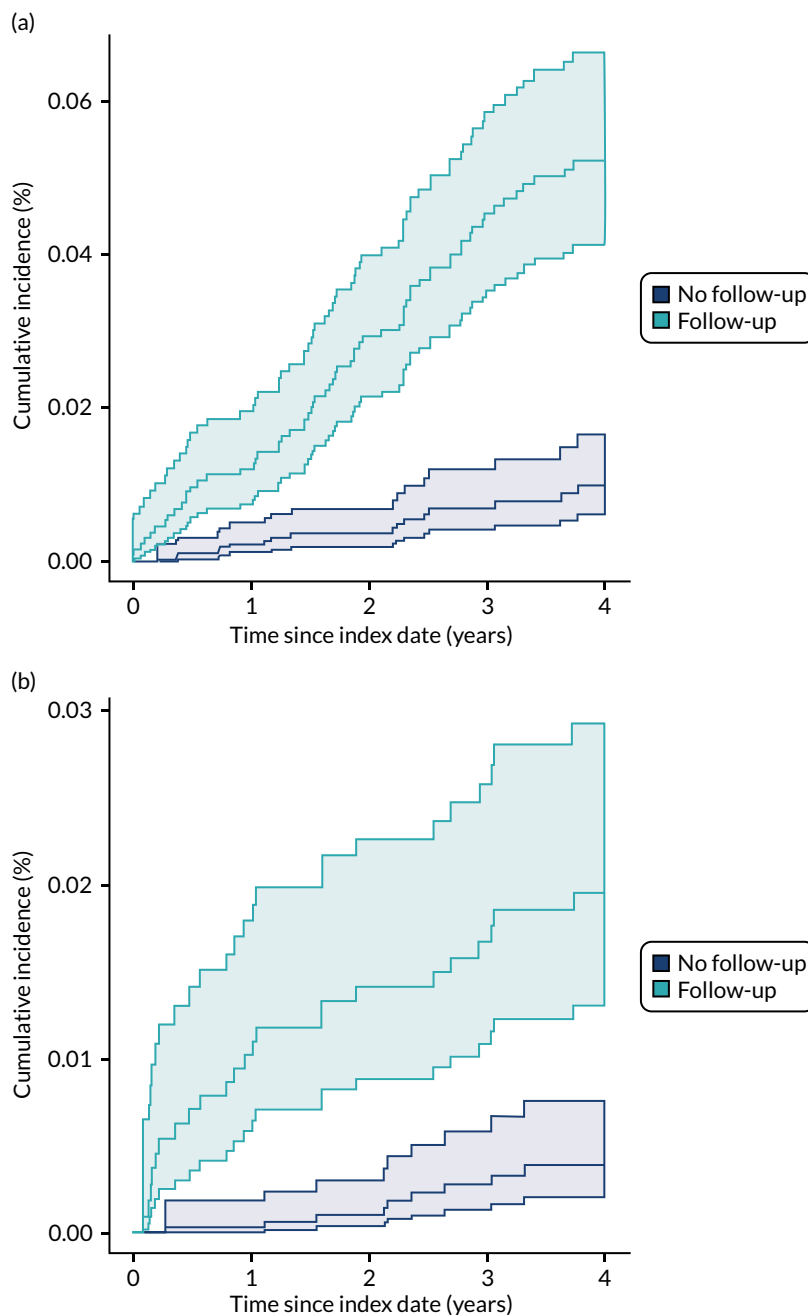 (a)
0.06
0.04
0.02
0.00
Cumulative incidence (%)
0 1 2 3 4
Time since index date (years)
No follow-up
Follow-up
(b)
0.03
0.02
0.01
0.00
Cumulative incidence (%)
0 1 2 3 4
Time since index date (years)
No follow-up
Follow-up